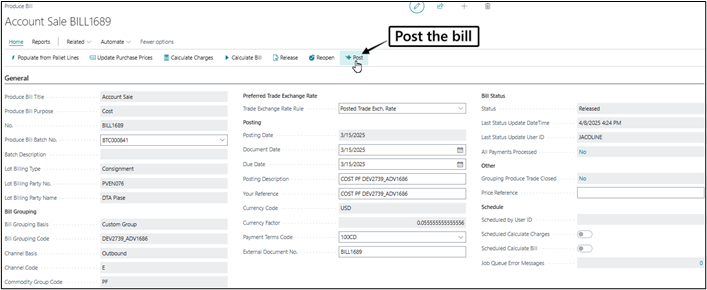 Produce Bill
Account Sale BILL1689
Post the bill
Home Reports Related Automate Fewer options
Populate from Pallet Lines Update Purchase Prices Calculate Charges Calculate Bill Release Reopen Post
General
Produce Bill Title Account Sale
Produce Bill Purpose Cost
No. BILL1689
Produce Bill Batch No. BTC000841
Batch Description
Lot Billing Type Consignment
Lot Billing Party No. PVEN076
Lot Billing Party Name DTA Plase
Bill Grouping
Bill Grouping Basis Custom Group
Bill Grouping Code DEV2739_ADV1686
Channel Basis Outbound
Channel Code E
Commodity Group Code PF
Preferred Trade Exchange Rate
Trade Exchange Rate Rule Posted Trade Exch. Rate
Posting
Posting Date 3/15/2025
Document Date 3/15/2025
Due Date 3/15/2025
Posting Description COST PF DEV2739_ADV1686
Your Reference COST PF DEV2739_ADV1686
Currency Code USD
Currency Factor 0.055555555555556
Payment Terms Code 100CD
External Document No. BILL1689
Bill Status
Status Released
Last Status Update DateTime 4/8/2025 4:24 PM
Last Status Update User ID JACOLINE
All Payments Processed No
Other
Grouping Produce Trade Closed No
Price Reference
Schedule
Scheduled by User ID
Scheduled Calculate Charges
Scheduled Calculate Bill
Job Queue Error Messages 0